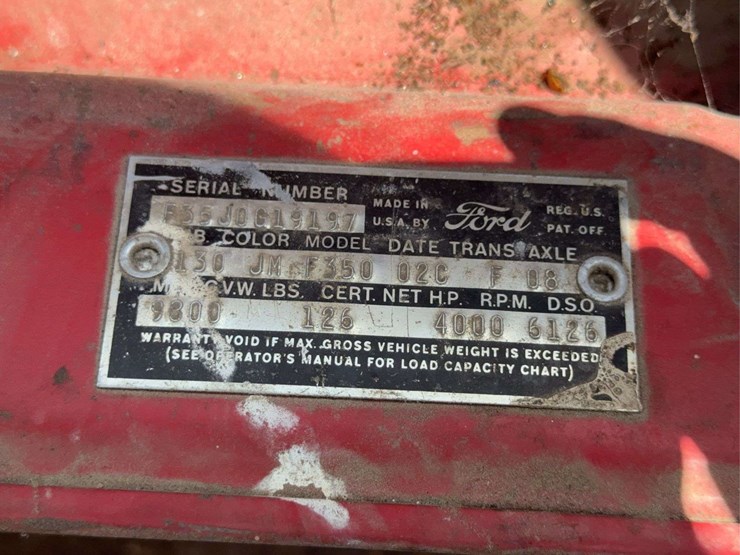 SERIAL NUMBER
MADE IN U.S.A. BY Ford REG. U.S. PAT. OFF.
F35J0G19197
W.B. COLOR MODEL DATE TRANS. AXLE
130 JM F350 02C F 08
G.V.W. LBS. CERT. NET H.P. R.P.M. D.S.O.
9800 126 4000 6126
WARRANTY VOID IF MAX. GROSS VEHICLE WEIGHT IS EXCEEDED
(SEE OPERATOR'S MANUAL FOR LOAD CAPACITY CHART)